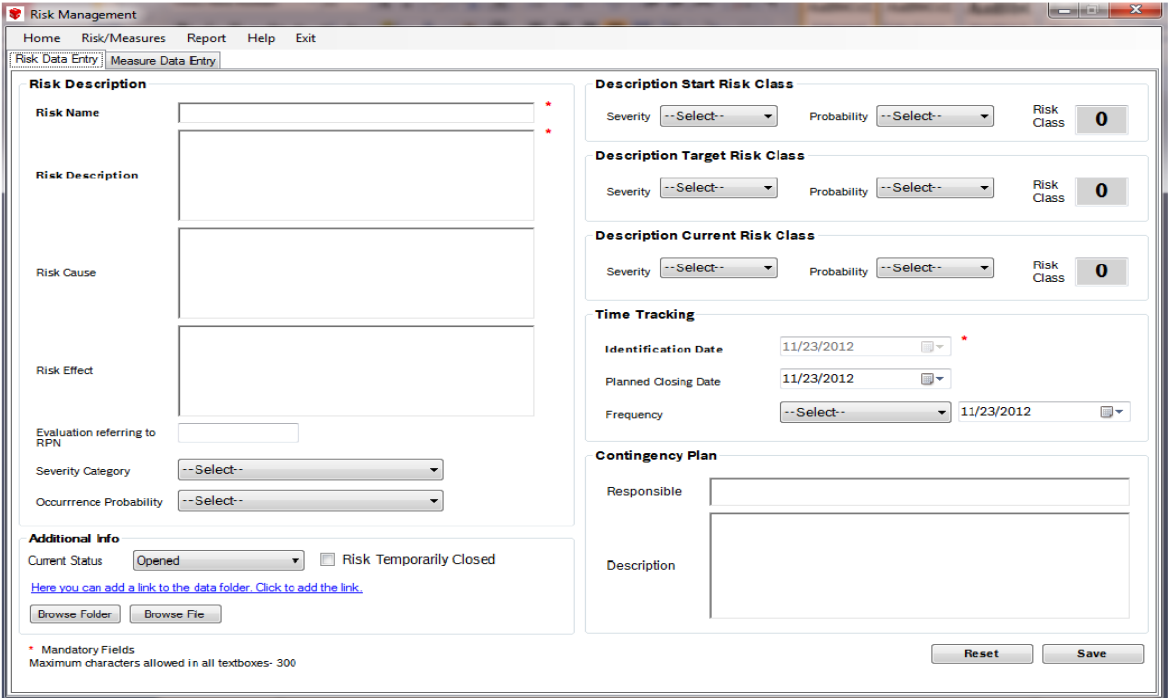 Risk Management
Home Risk/Measures Report Help Exit
Risk Data Entry Measure Data Entry
Risk Description
Risk Name *
*
Risk Description
Risk Cause
Risk Effect
Evaluation referring to
RPN
Severity Category --Select--
Occurrrence Probability --Select--
Additional Info
Current Status Opened Risk Temporarily Closed
Here you can add a link to the data folder. Click to add the link.
Browse Folder Browse File
* Mandatory Fields
Maximum characters allowed in all textboxes- 300
Description Start Risk Class
Severity --Select-- Probability --Select-- Risk
Class 0
Description Target Risk Class
Severity --Select-- Probability --Select-- Risk
Class 0
Description Current Risk Class
Severity --Select-- Probability --Select-- Risk
Class 0
Time Tracking
Identification Date 11/23/2012 *
Planned Closing Date 11/23/2012
Frequency --Select-- 11/23/2012
Contingency Plan
Responsible
Description
Reset Save